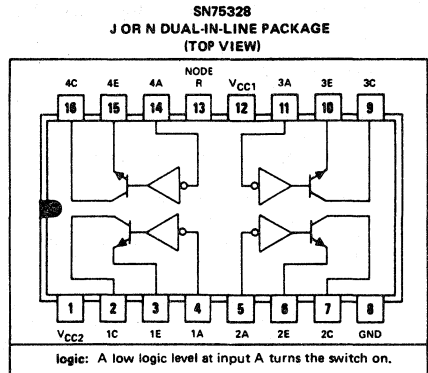 SN75328
J OR N DUAL-IN-LINE PACKAGE
(TOP VIEW)
4C 4E 4A NODE R VCC1 3A 3E 3C
16 15 14 13 12 11 10 9
1 2 3 4 5 6 7 8
VCC2 1C 1E 1A 2A 2E 2C GND
logic: A low logic level at input A turns the switch on.